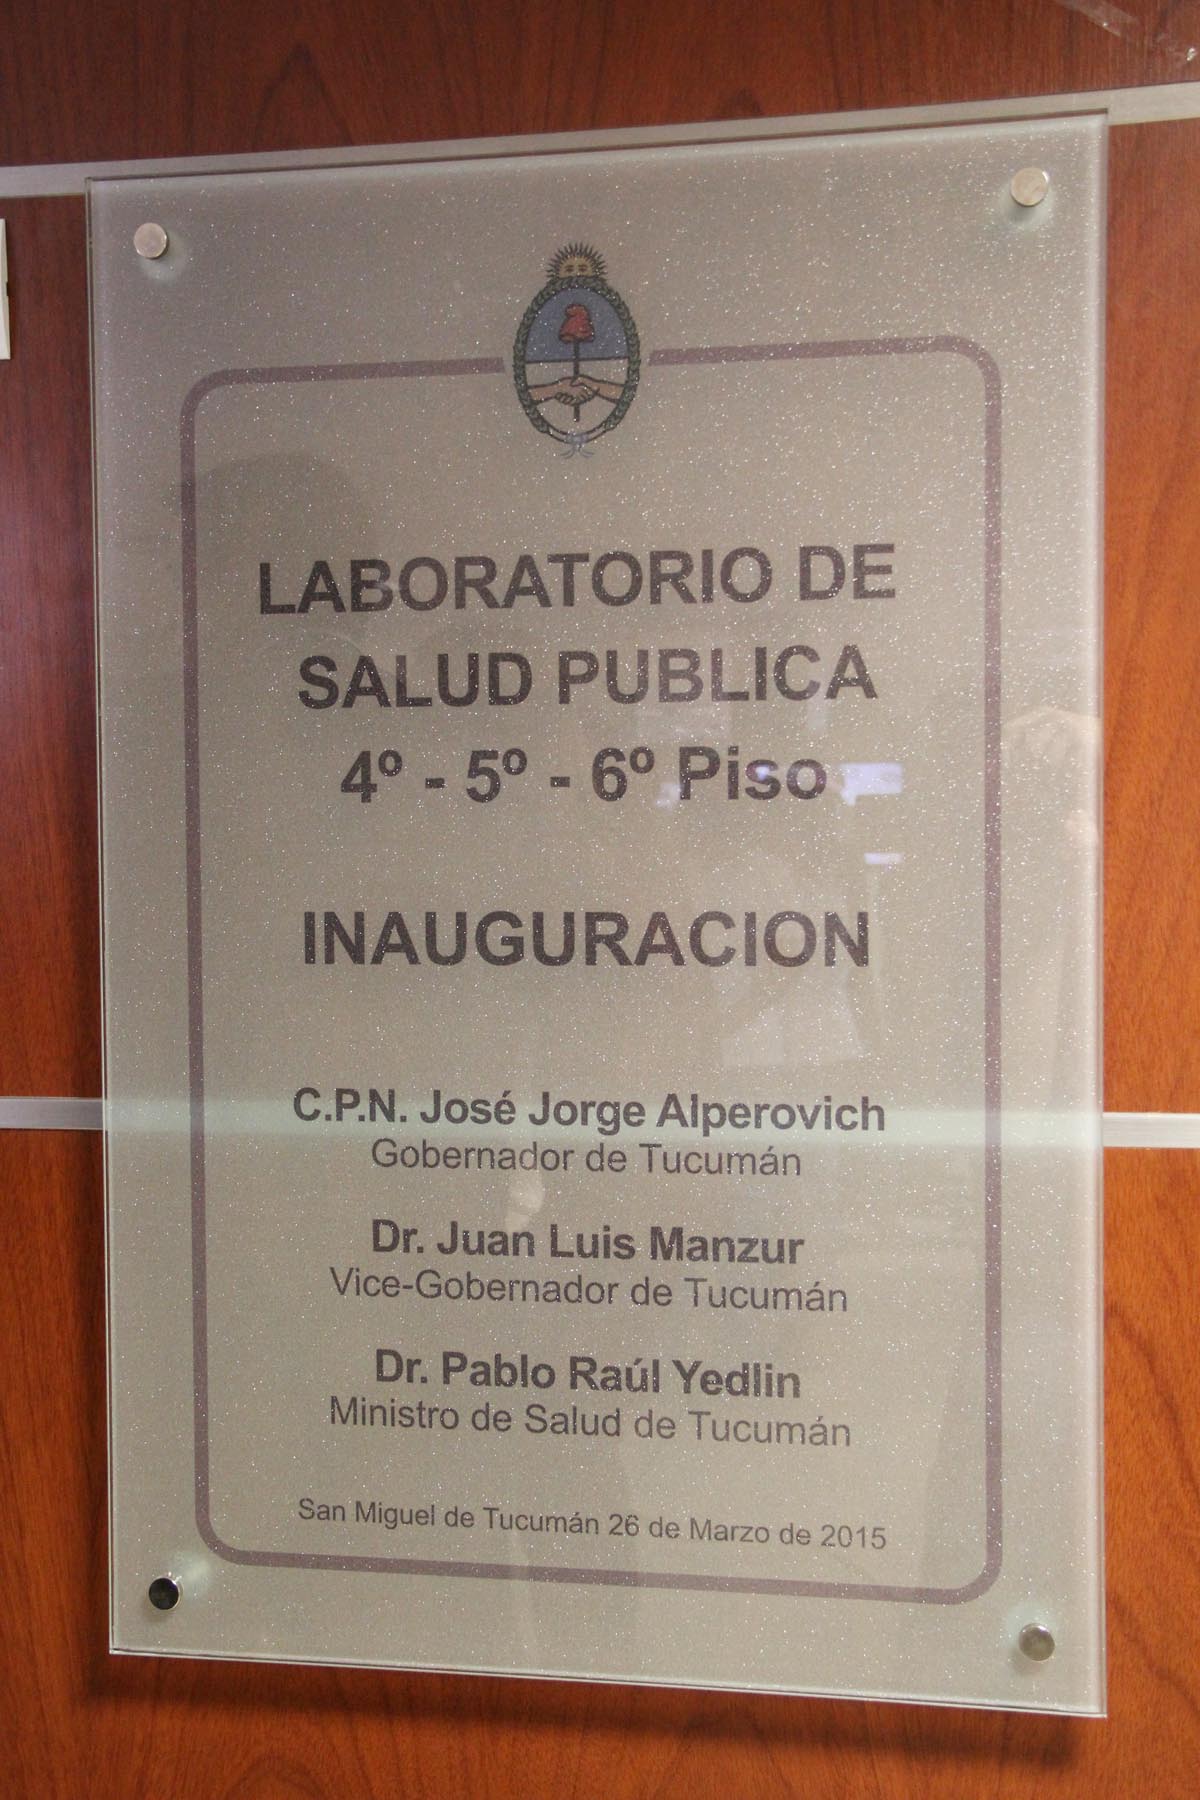 LABORATORIO DE
SALUD PUBLICA
4º - 5º - 6º Piso
INAUGURACION
C.P.N. José Jorge Alperovich
Gobernador de Tucumán
Dr. Juan Luis Manzur
Vice-Gobernador de Tucumán
Dr. Pablo Raúl Yedlin
Ministro de Salud de Tucumán
San Miguel de Tucumán 26 de Marzo de 2015